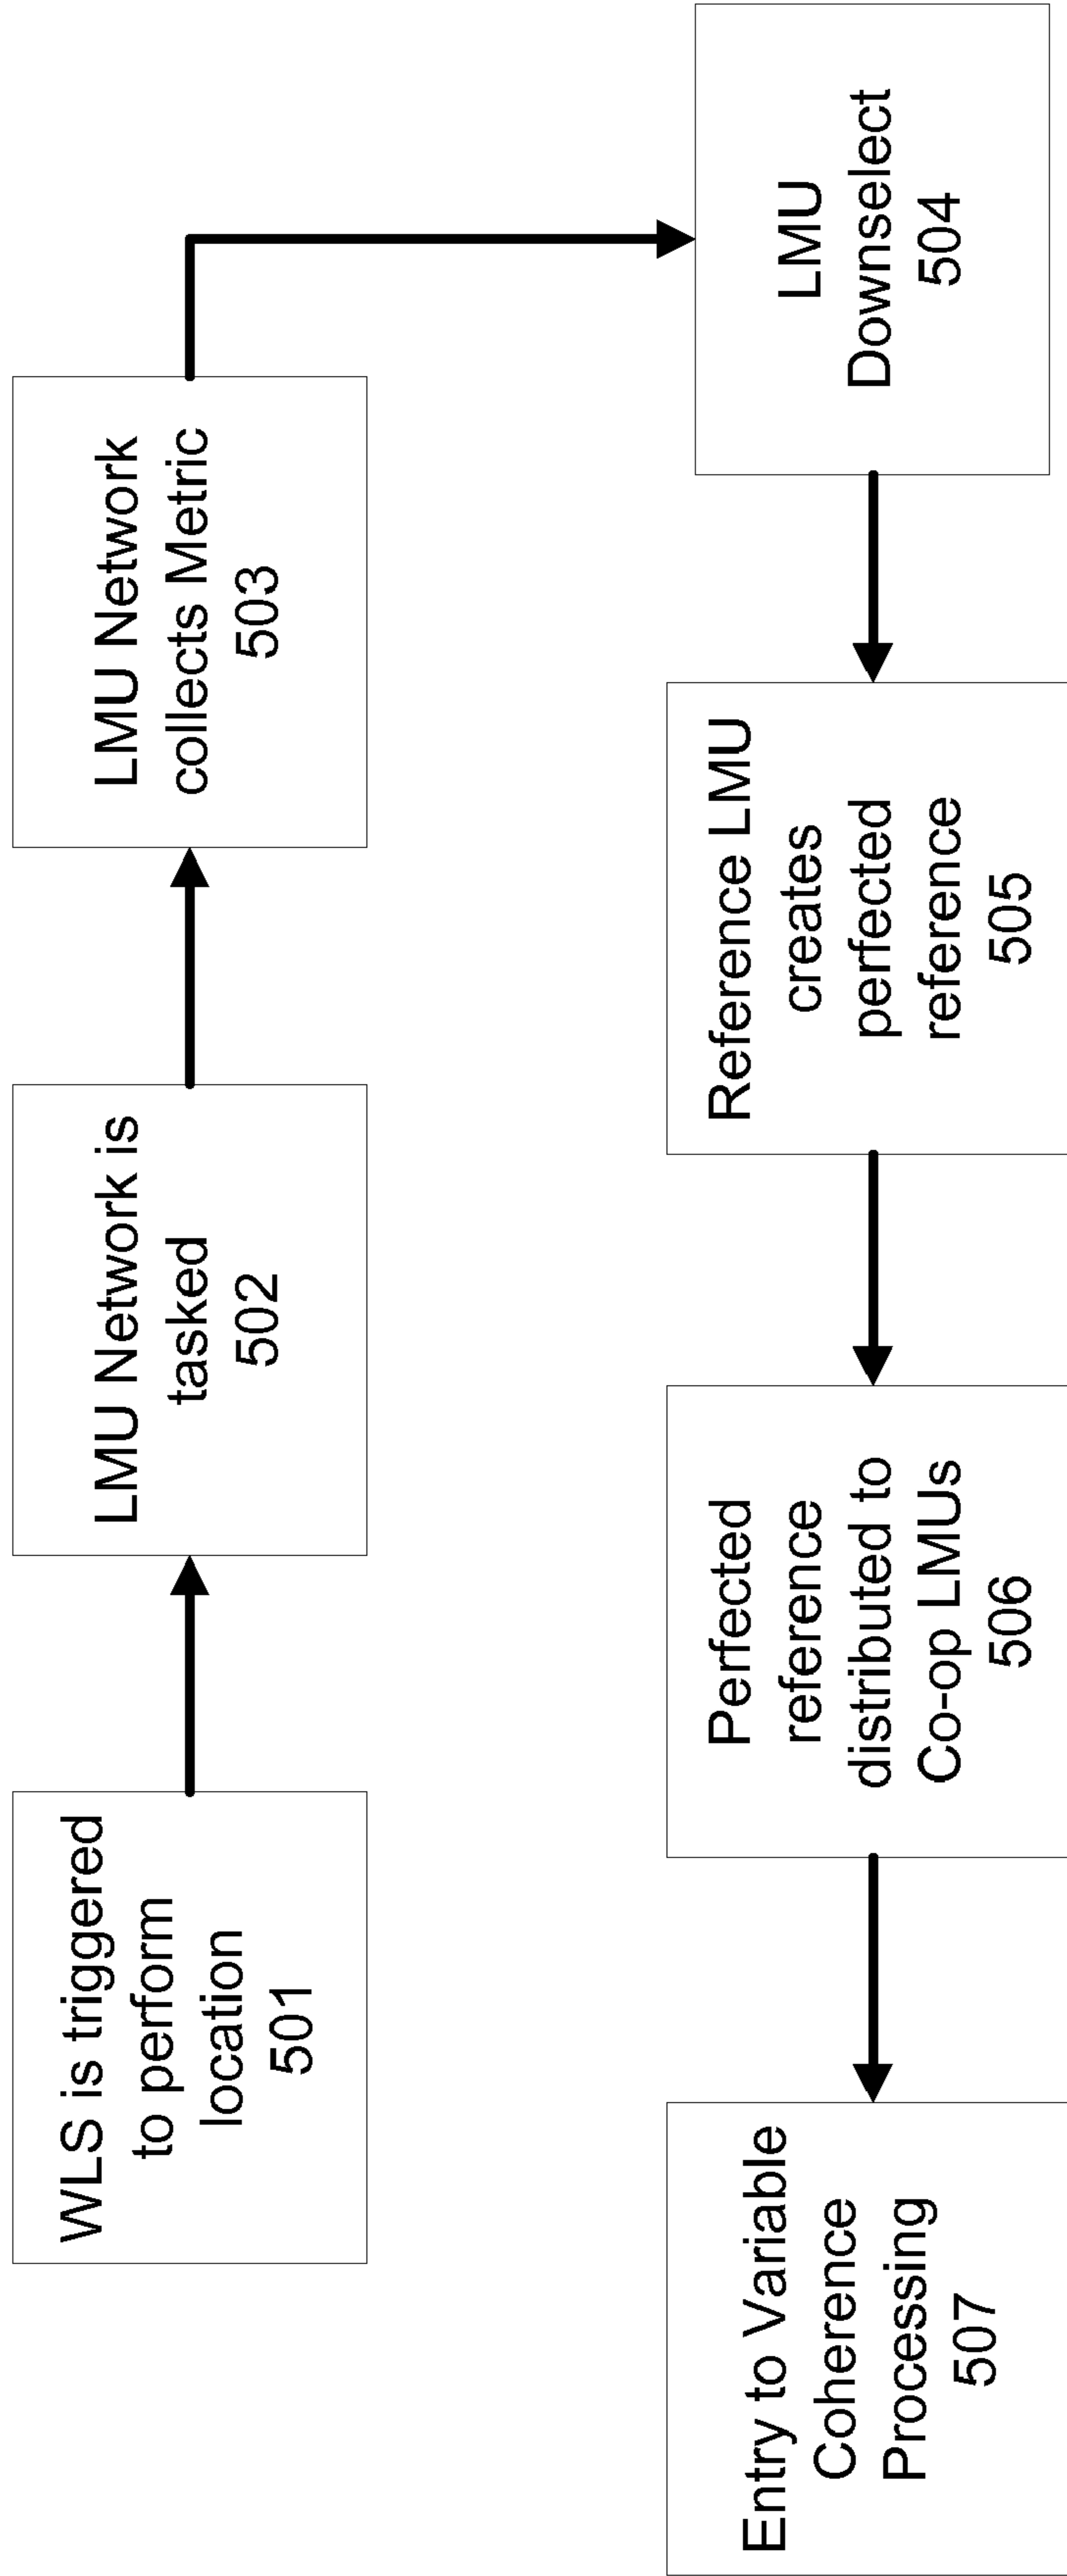 WLS is triggered
to perform
location
501
LMU Network is
tasked
502
LMU Network
collects Metric
503
LMU
Downselect
504
Reference LMU
creates
perfected
reference
505
Perfected
reference
distributed to
Co-op LMUs
506
Entry to Variable
Coherence
Processing
507